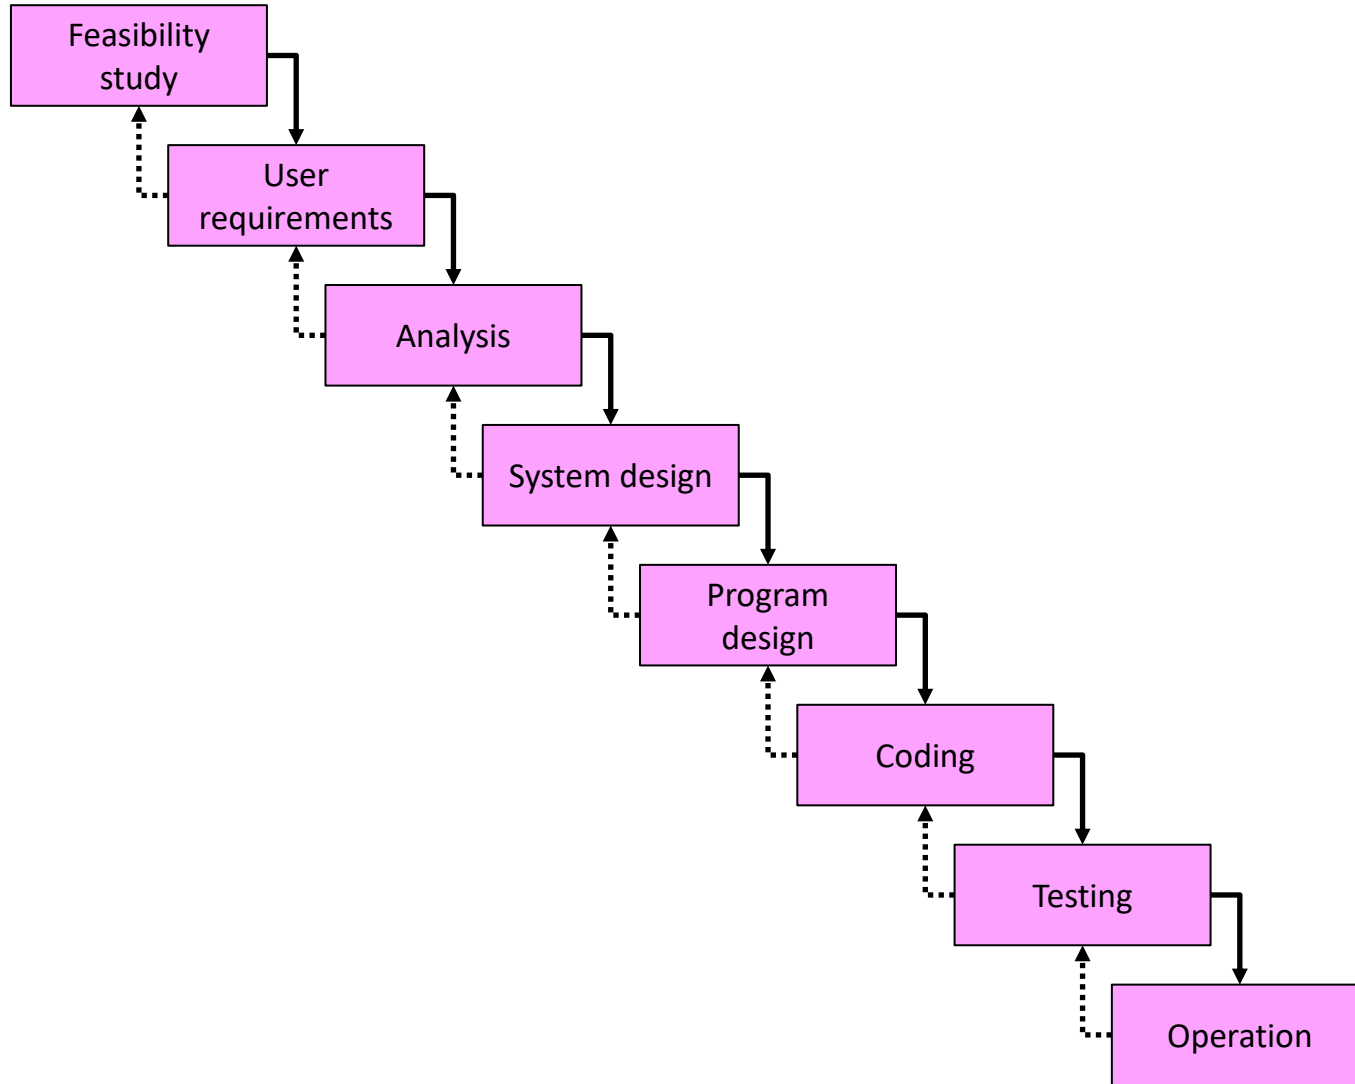 Feasibility
study
User
requirements
Analysis
System design
Program
design
Coding
Testing
Operation